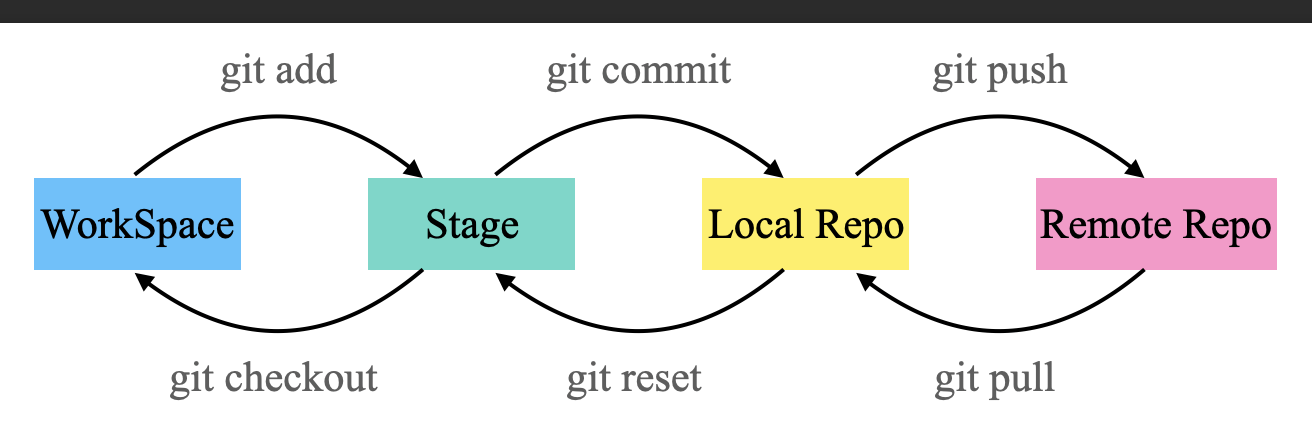 git add
git commit
git push
WorkSpace
Stage
Local Repo
Remote Repo
git checkout
git reset
git pull